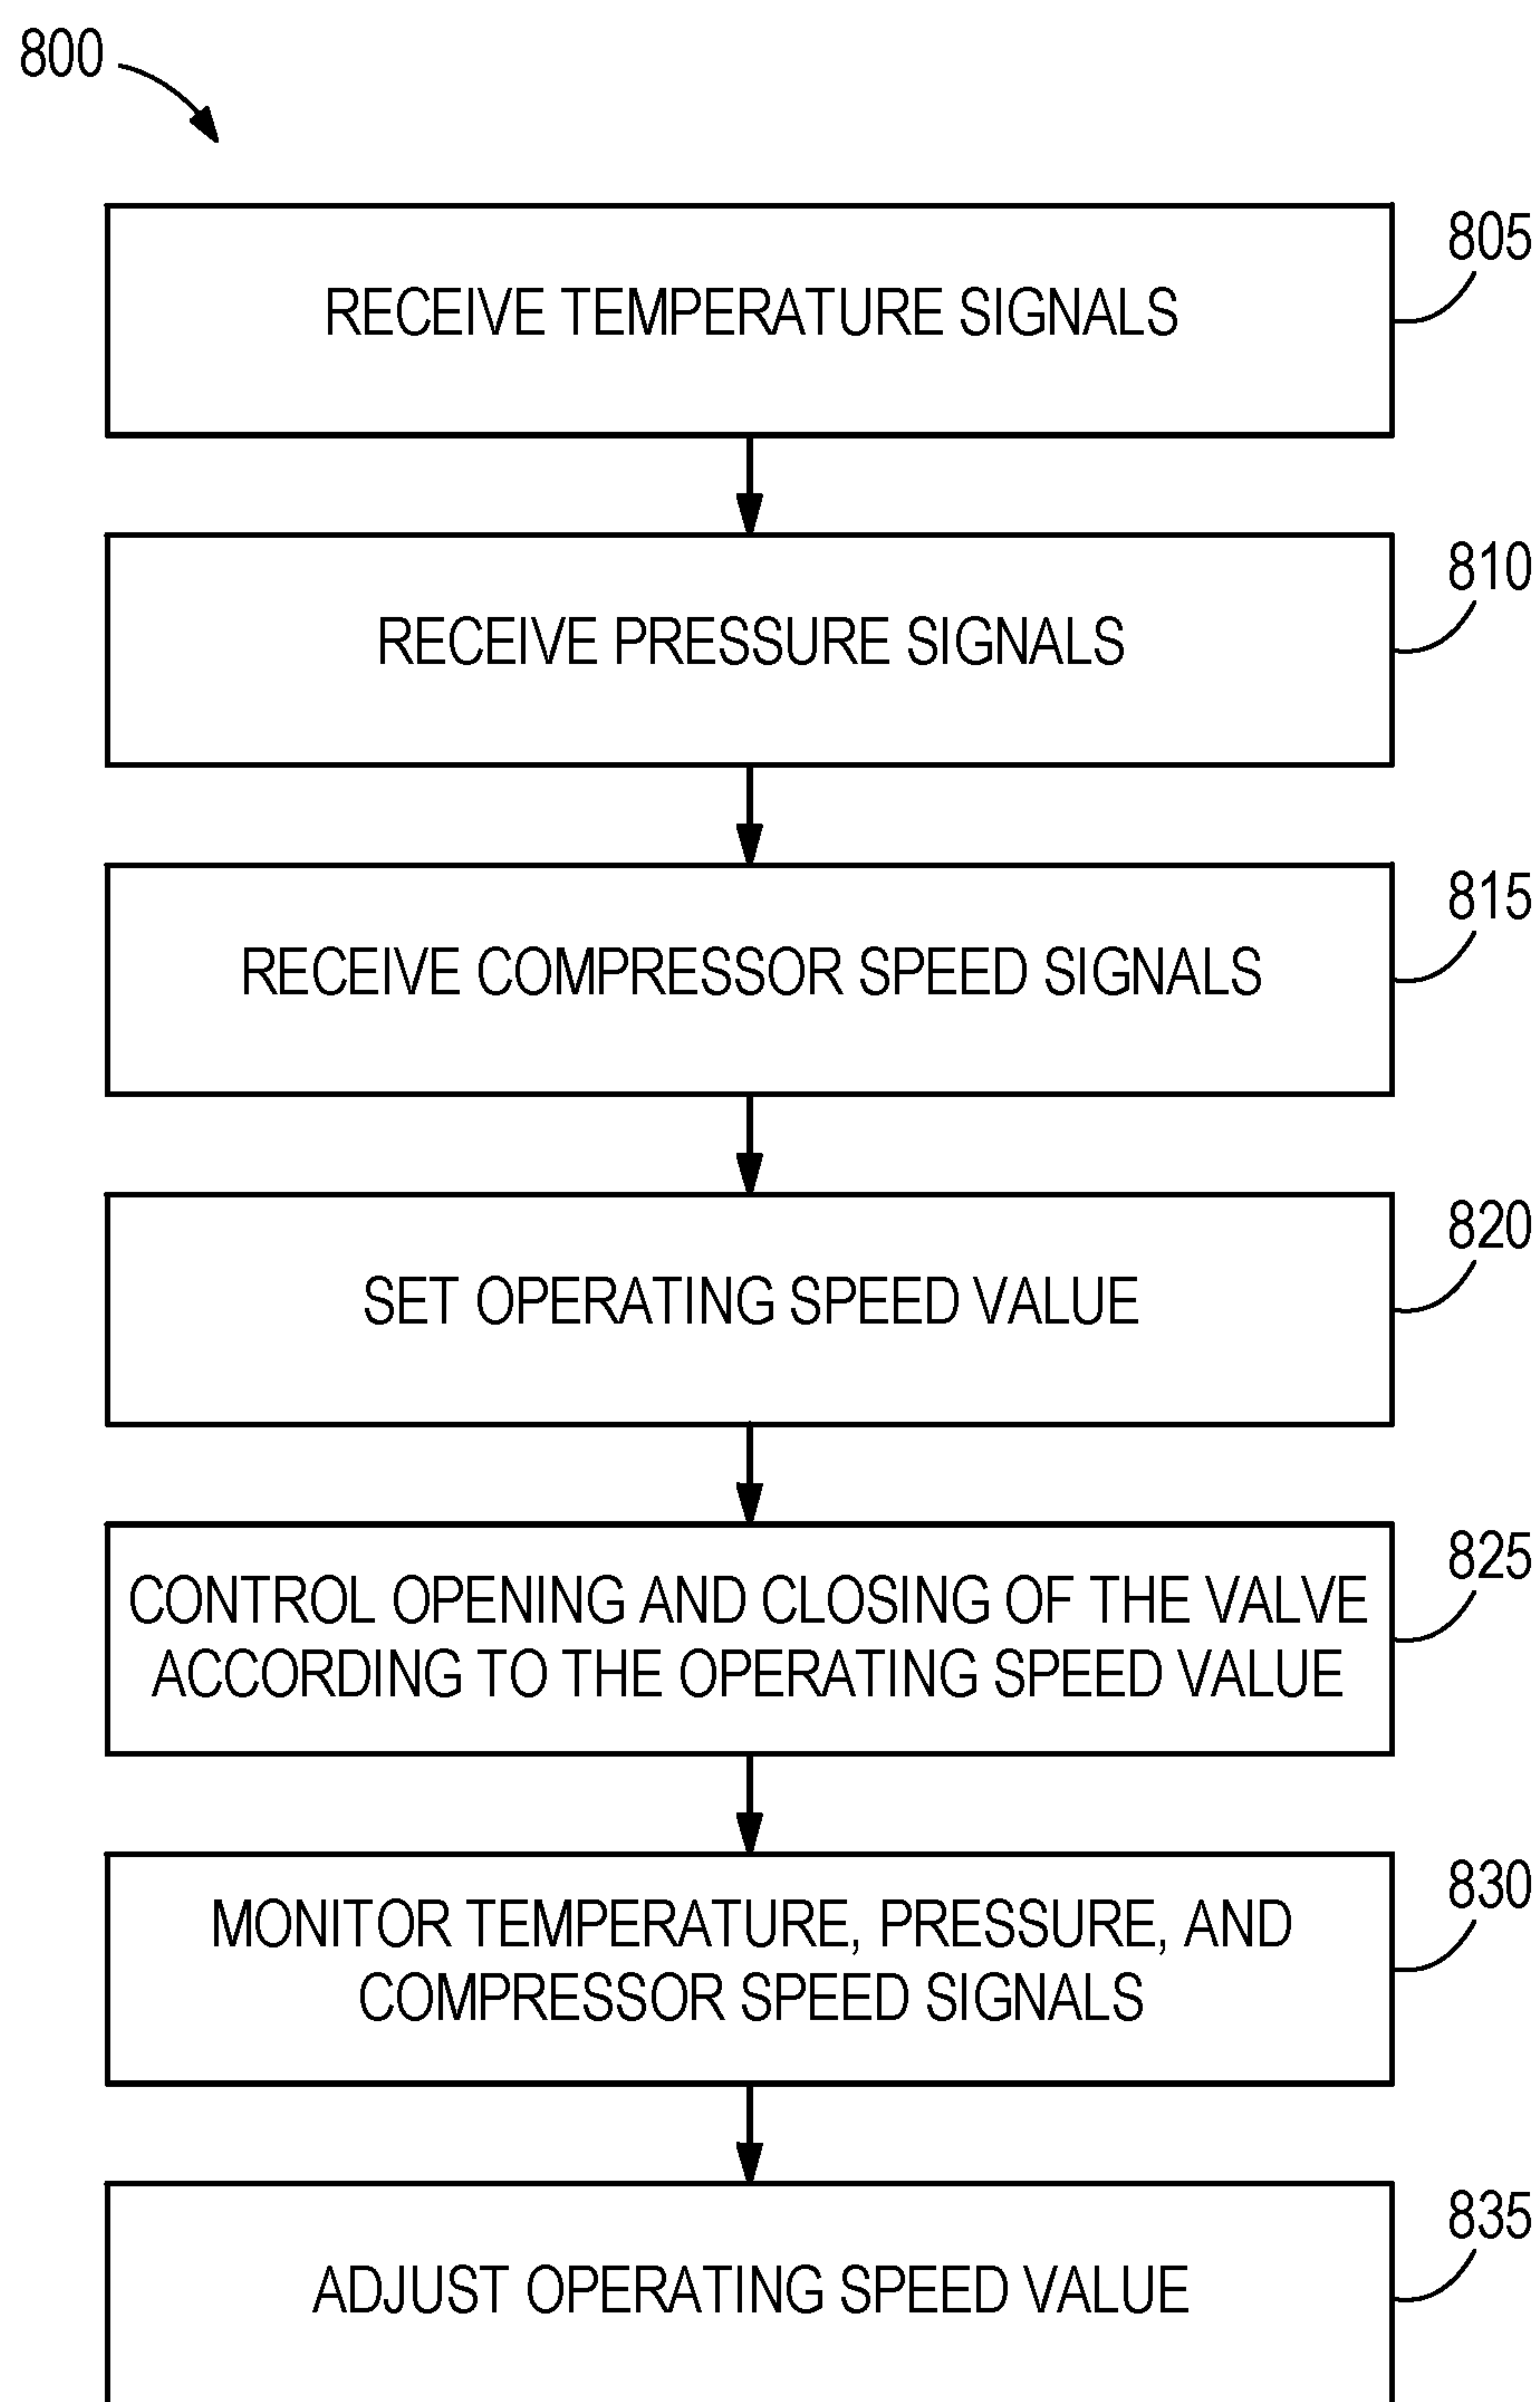 800
RECEIVE TEMPERATURE SIGNALS
805
RECEIVE PRESSURE SIGNALS
810
RECEIVE COMPRESSOR SPEED SIGNALS
815
SET OPERATING SPEED VALUE
820
CONTROL OPENING AND CLOSING OF THE VALVE
ACCORDING TO THE OPERATING SPEED VALUE
825
MONITOR TEMPERATURE, PRESSURE, AND
COMPRESSOR SPEED SIGNALS
830
ADJUST OPERATING SPEED VALUE
835